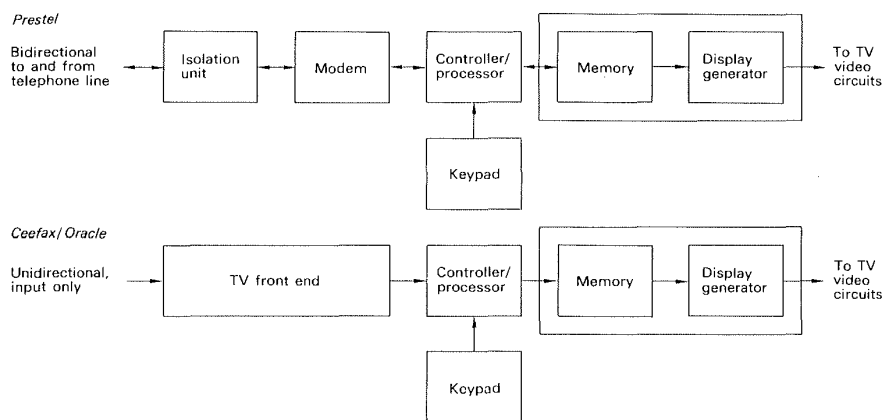 Prestel
Bidirectional
to and from
telephone line
Isolation
unit
Modem
Controller/
processor
Memory
Display
generator
To TV
video
circuits
Keypad
Ceefax/Oracle
Unidirectional,
input only
TV front end
Controller/
processor
Memory
Display
generator
To TV
video
circuits
Keypad